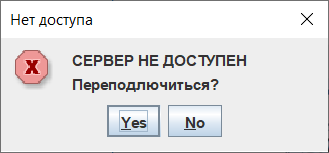 Нет доступа
СЕРВЕР НЕ ДОСТУПЕН
Переподлючиться?
Yes No